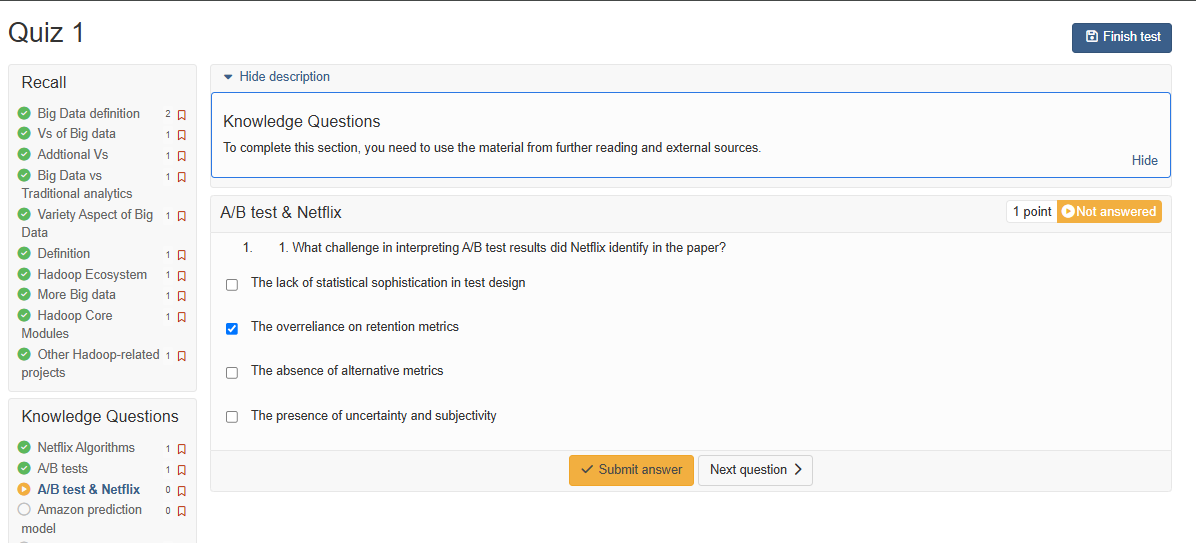 Quiz 1
Finish test
Recall
Big Data definition 2
Vs of Big data 1
Addtional Vs 1
Big Data vs 1
Traditional analytics
Variety Aspect of Big 1
Data
Definition 1
Hadoop Ecosystem 1
More Big data 1
Hadoop Core 1
Modules
Other Hadoop-related 1
projects
Knowledge Questions
Netflix Algorithms 1
A/B tests 1
A/B test & Netflix 0
Amazon prediction 0
model
Hide description
Knowledge Questions
To complete this section, you need to use the material from further reading and external sources.
Hide
A/B test & Netflix
1 point Not answered
1. 1. What challenge in interpreting A/B test results did Netflix identify in the paper?
The lack of statistical sophistication in test design
The overreliance on retention metrics
The absence of alternative metrics
The presence of uncertainty and subjectivity
Submit answer
Next question